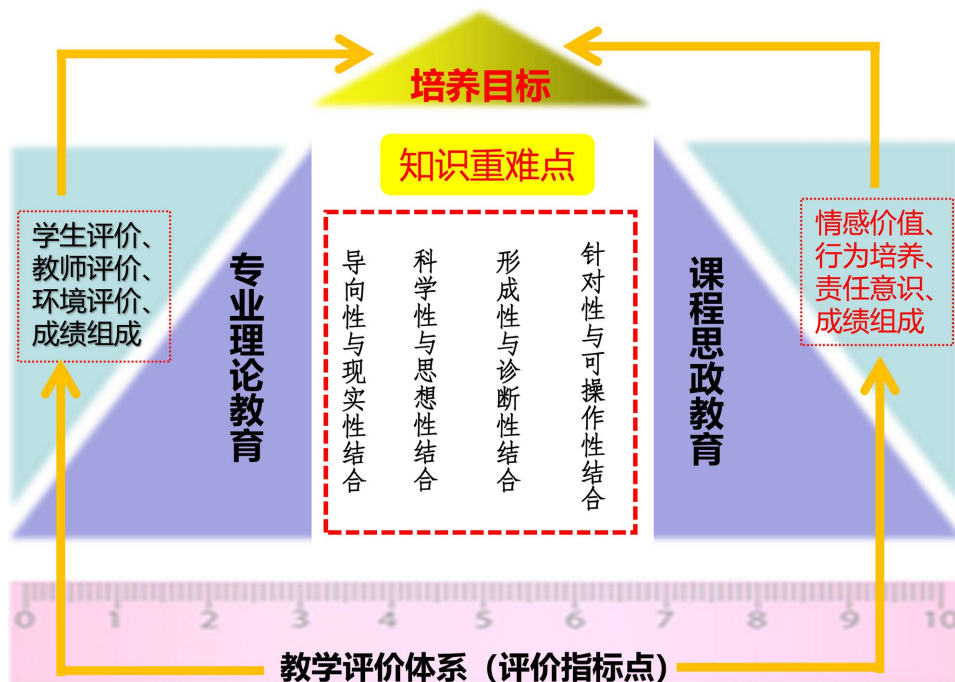 培养目标
知识重难点
学生评价、
教师评价、
环境评价、
成绩组成
专业理论教育
导向性与现实性结合
科学性与思想性结合
形成性与诊断性结合
针对性与可操作性结合
课程思政教育
情感价值、
行为培养、
责任意识、
成绩组成
0 1 2 3 4 5 6 7 8 9 10
教学评价体系（评价指标点）